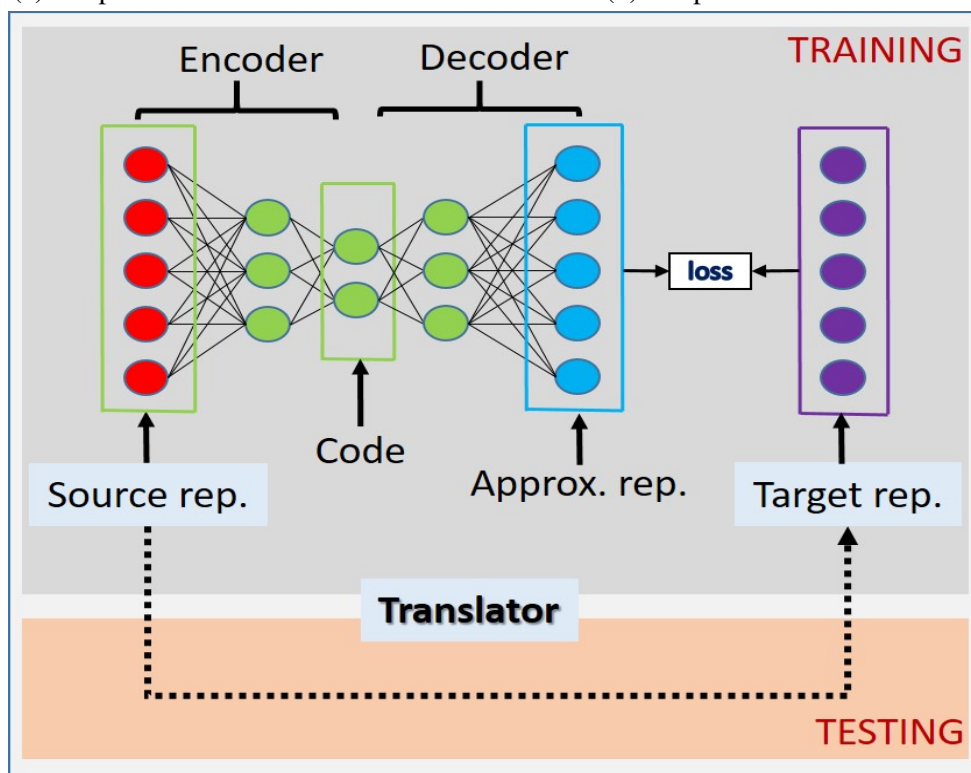 TRAINING
Encoder
Decoder
loss
Code
Approx. rep.
Source rep.
Target rep.
Translator
TESTING